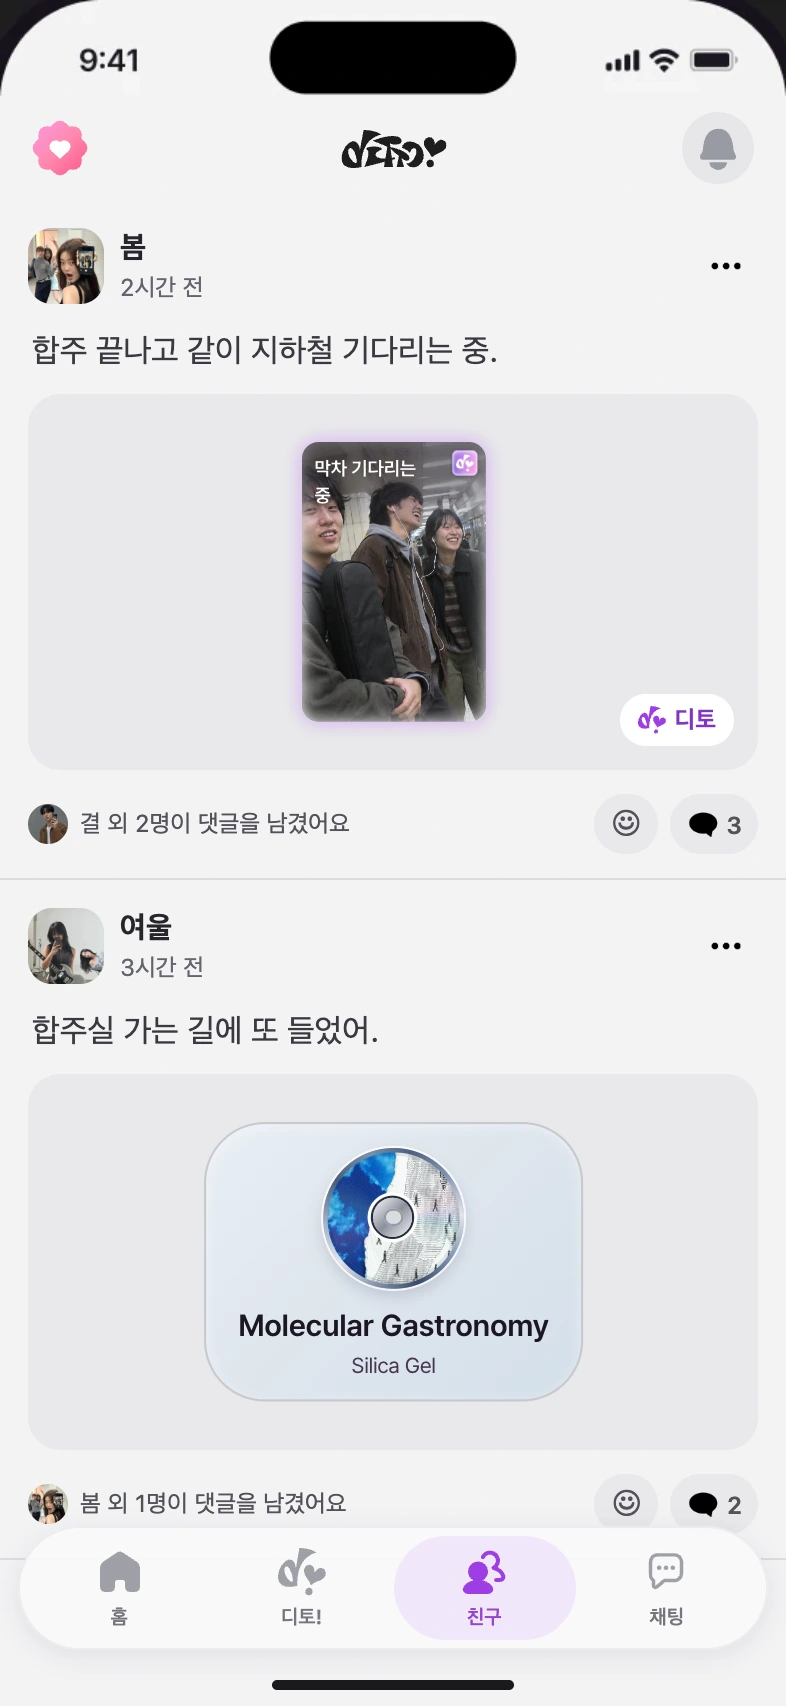 9:41
DITTO!
봄
2시간 전
합주 끝나고 같이 지하철 기다리는 중.
막차 기다리는
중
디토
결 외 2명이 댓글을 남겼어요
3
여울
3시간 전
합주실 가는 길에 또 들었어.
Molecular Gastronomy
Silica Gel
봄 외 1명이 댓글을 남겼어요
2
홈
디토!
친구
채팅